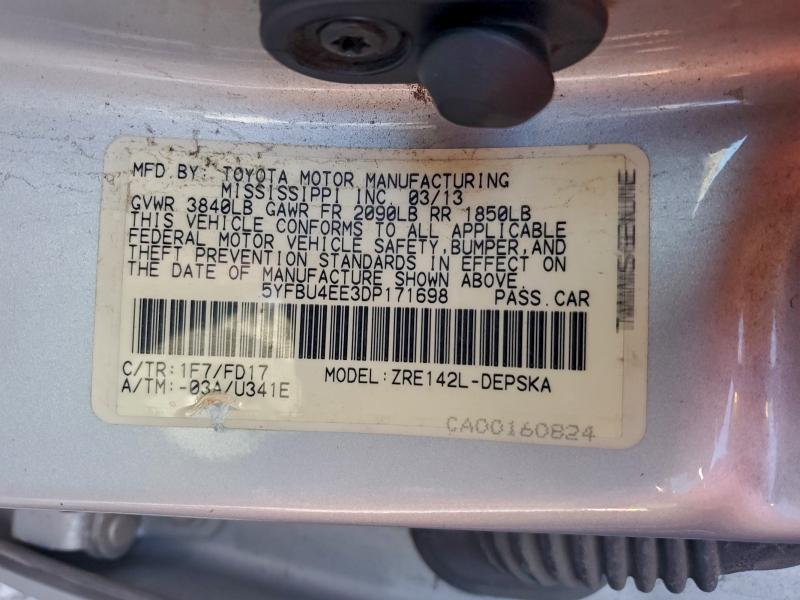 MFD.BY: TOYOTA MOTOR MANUFACTURING
MISSISSIPPI INC. 03/13
GVWR 3840LB GAWR FR 2090LB RR 1850LB
THIS VEHICLE CONFORMS TO ALL APPLICABLE
FEDERAL MOTOR VEHICLE SAFETY,BUMPER,AND
THEFT PREVENTION STANDARDS IN EFFECT ON
THE DATE OF MANUFACTURE SHOWN ABOVE.
5YFBU4EE3DP171698 PASS.CAR
C/TR:1F7/FD17 MODEL:ZRE142L-DEPSKA
A/TM:-03A/U341E
CA00160824